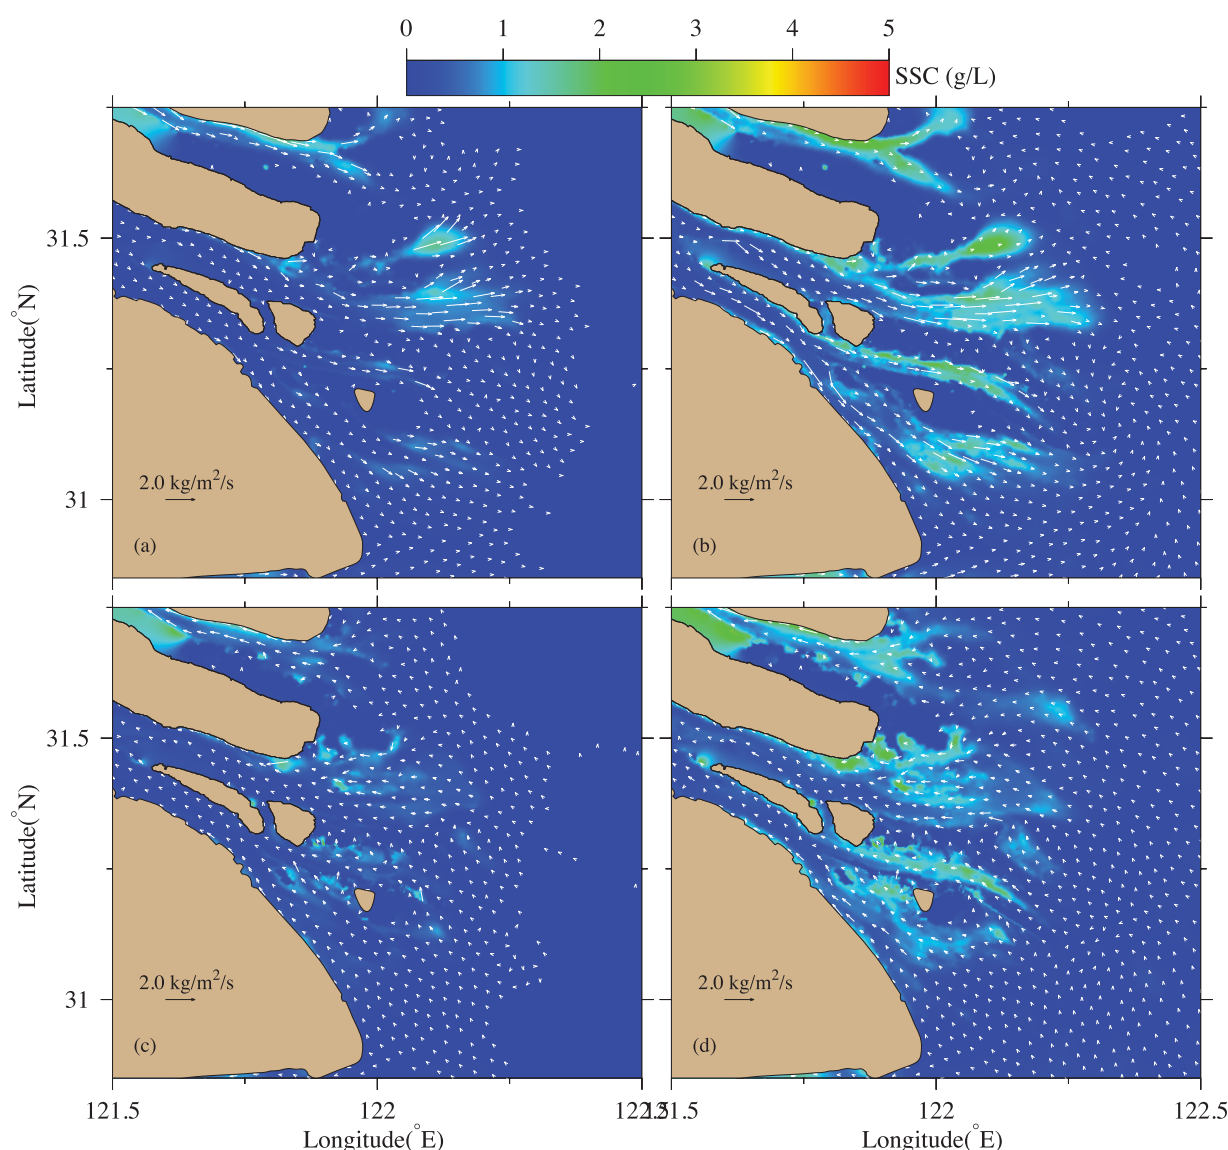 0 1 2 3 4 5
SSC (g/L)
31.5
Latitude(°N)
31
2.0 kg/m²/s
(a)
2.0 kg/m²/s
(b)
31.5
Latitude(°N)
31
2.0 kg/m²/s
(c)
2.0 kg/m²/s
(d)
121.5 122 122.5
121.5 122 122.5
Longitude(°E) Longitude(°E)